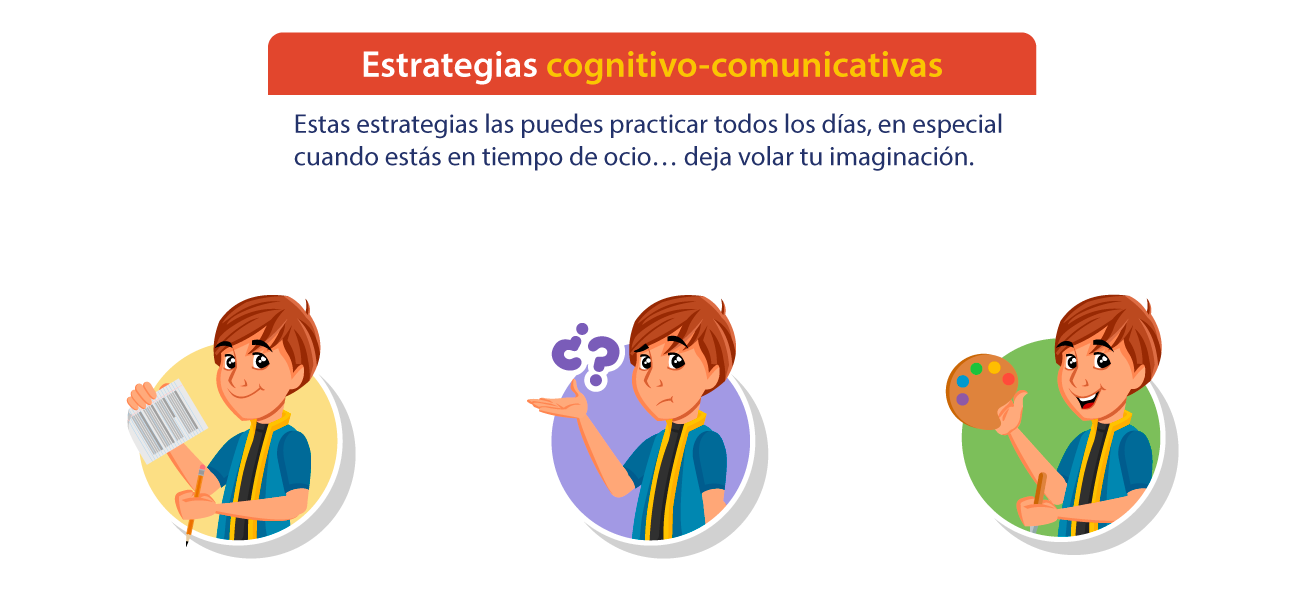 Estrategias cognitivo-comunicativas
Estas estrategias las puedes practicar todos los días, en especial
cuando estás en tiempo de ocio… deja volar tu imaginación.
¿?